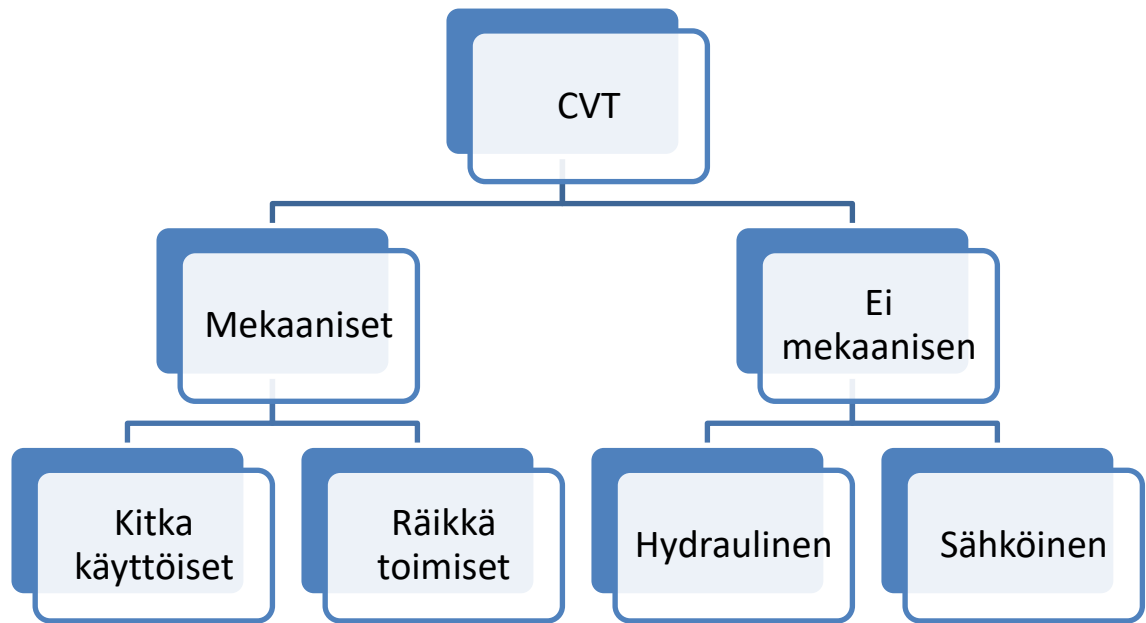 CVT
Mekaaniset
Ei
mekaanisen
Kitka
käyttöiset
Räikkä
toimiset
Hydraulinen
Sähköinen